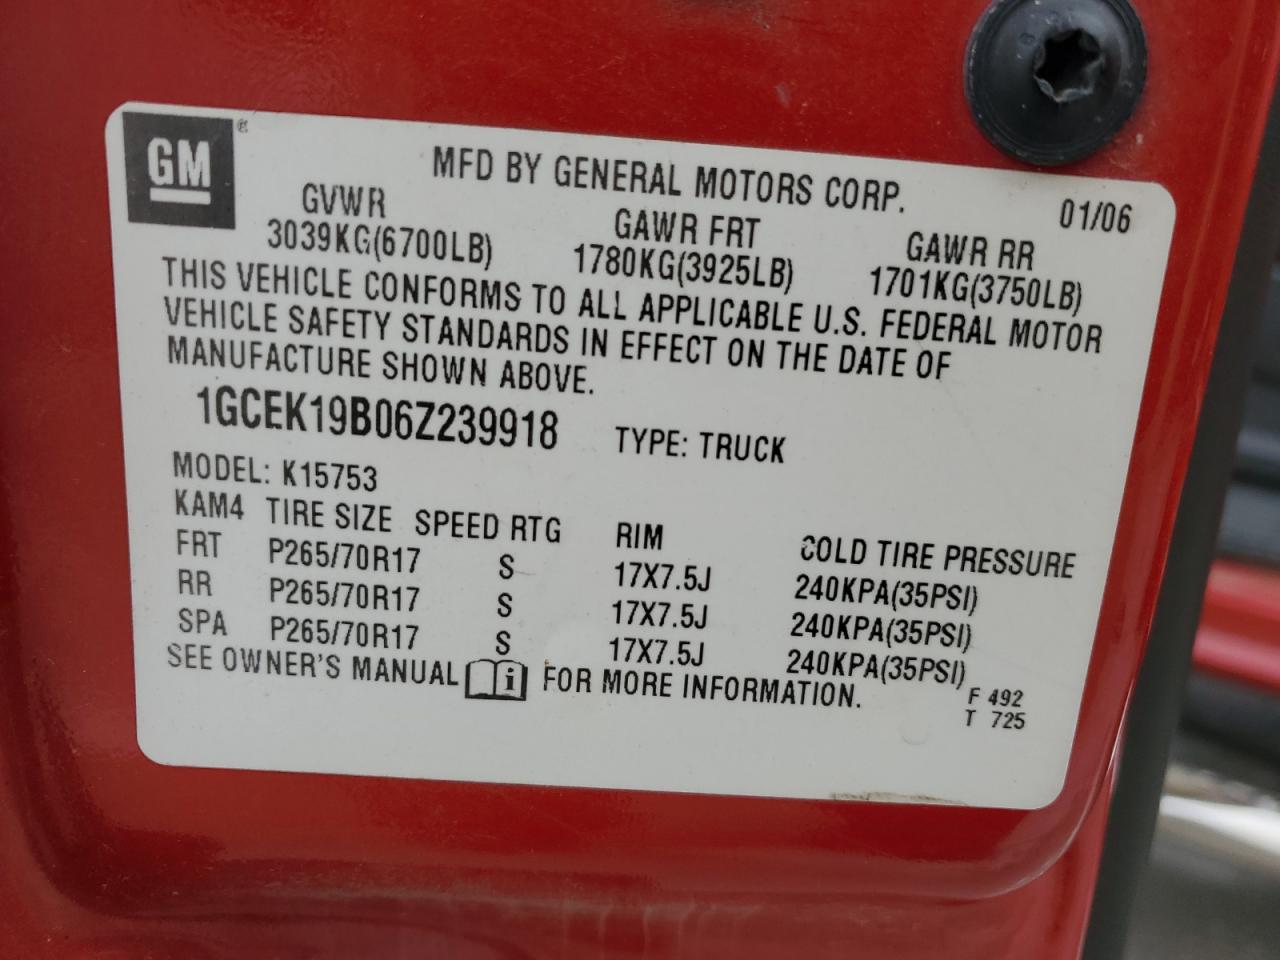 GM ®
MFD BY GENERAL MOTORS CORP. 01/06
GVWR GAWR FRT GAWR RR
3039KG(6700LB) 1780KG(3925LB) 1701KG(3750LB)
THIS VEHICLE CONFORMS TO ALL APPLICABLE U.S. FEDERAL MOTOR
VEHICLE SAFETY STANDARDS IN EFFECT ON THE DATE OF
MANUFACTURE SHOWN ABOVE.
1GCEK19B06Z239918 TYPE: TRUCK
MODEL: K15753
KAM4 TIRE SIZE SPEED RTG RIM COLD TIRE PRESSURE
FRT P265/70R17 S 17X7.5J 240KPA(35PSI)
RR P265/70R17 S 17X7.5J 240KPA(35PSI)
SPA P265/70R17 S 17X7.5J 240KPA(35PSI)
SEE OWNER'S MANUAL i FOR MORE INFORMATION.
F 492
T 725